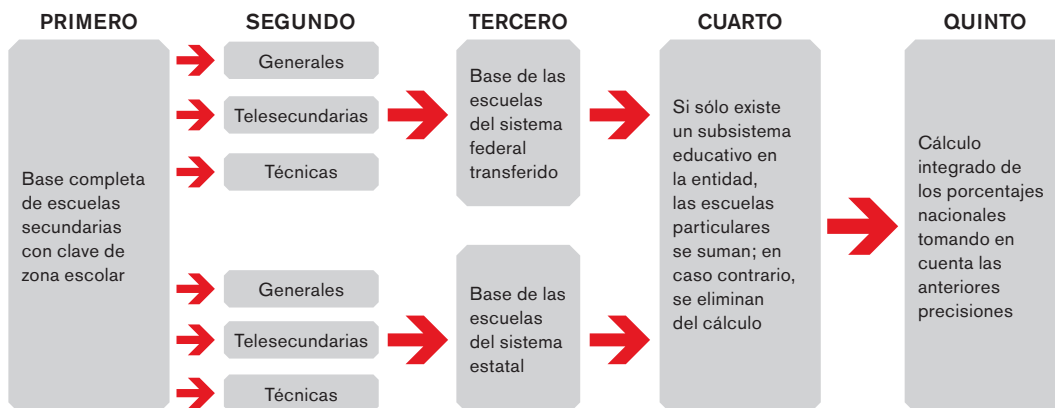 PRIMERO
Base completa
de escuelas
secundarias
con clave de
zona escolar
SEGUNDO
Generales
Telesecundarias
Técnicas
Generales
Telesecundarias
Técnicas
TERCERO
Base de las
escuelas
del sistema
federal
transferido
Base de las
escuelas
del sistema
estatal
CUARTO
Si sólo existe
un subsistema
educativo en
la entidad,
las escuelas
particulares
se suman; en
caso contrario,
se eliminan
del cálculo
QUINTO
Cálculo
integrado de
los porcentajes
nacionales
tomando en
cuenta las
anteriores
precisiones